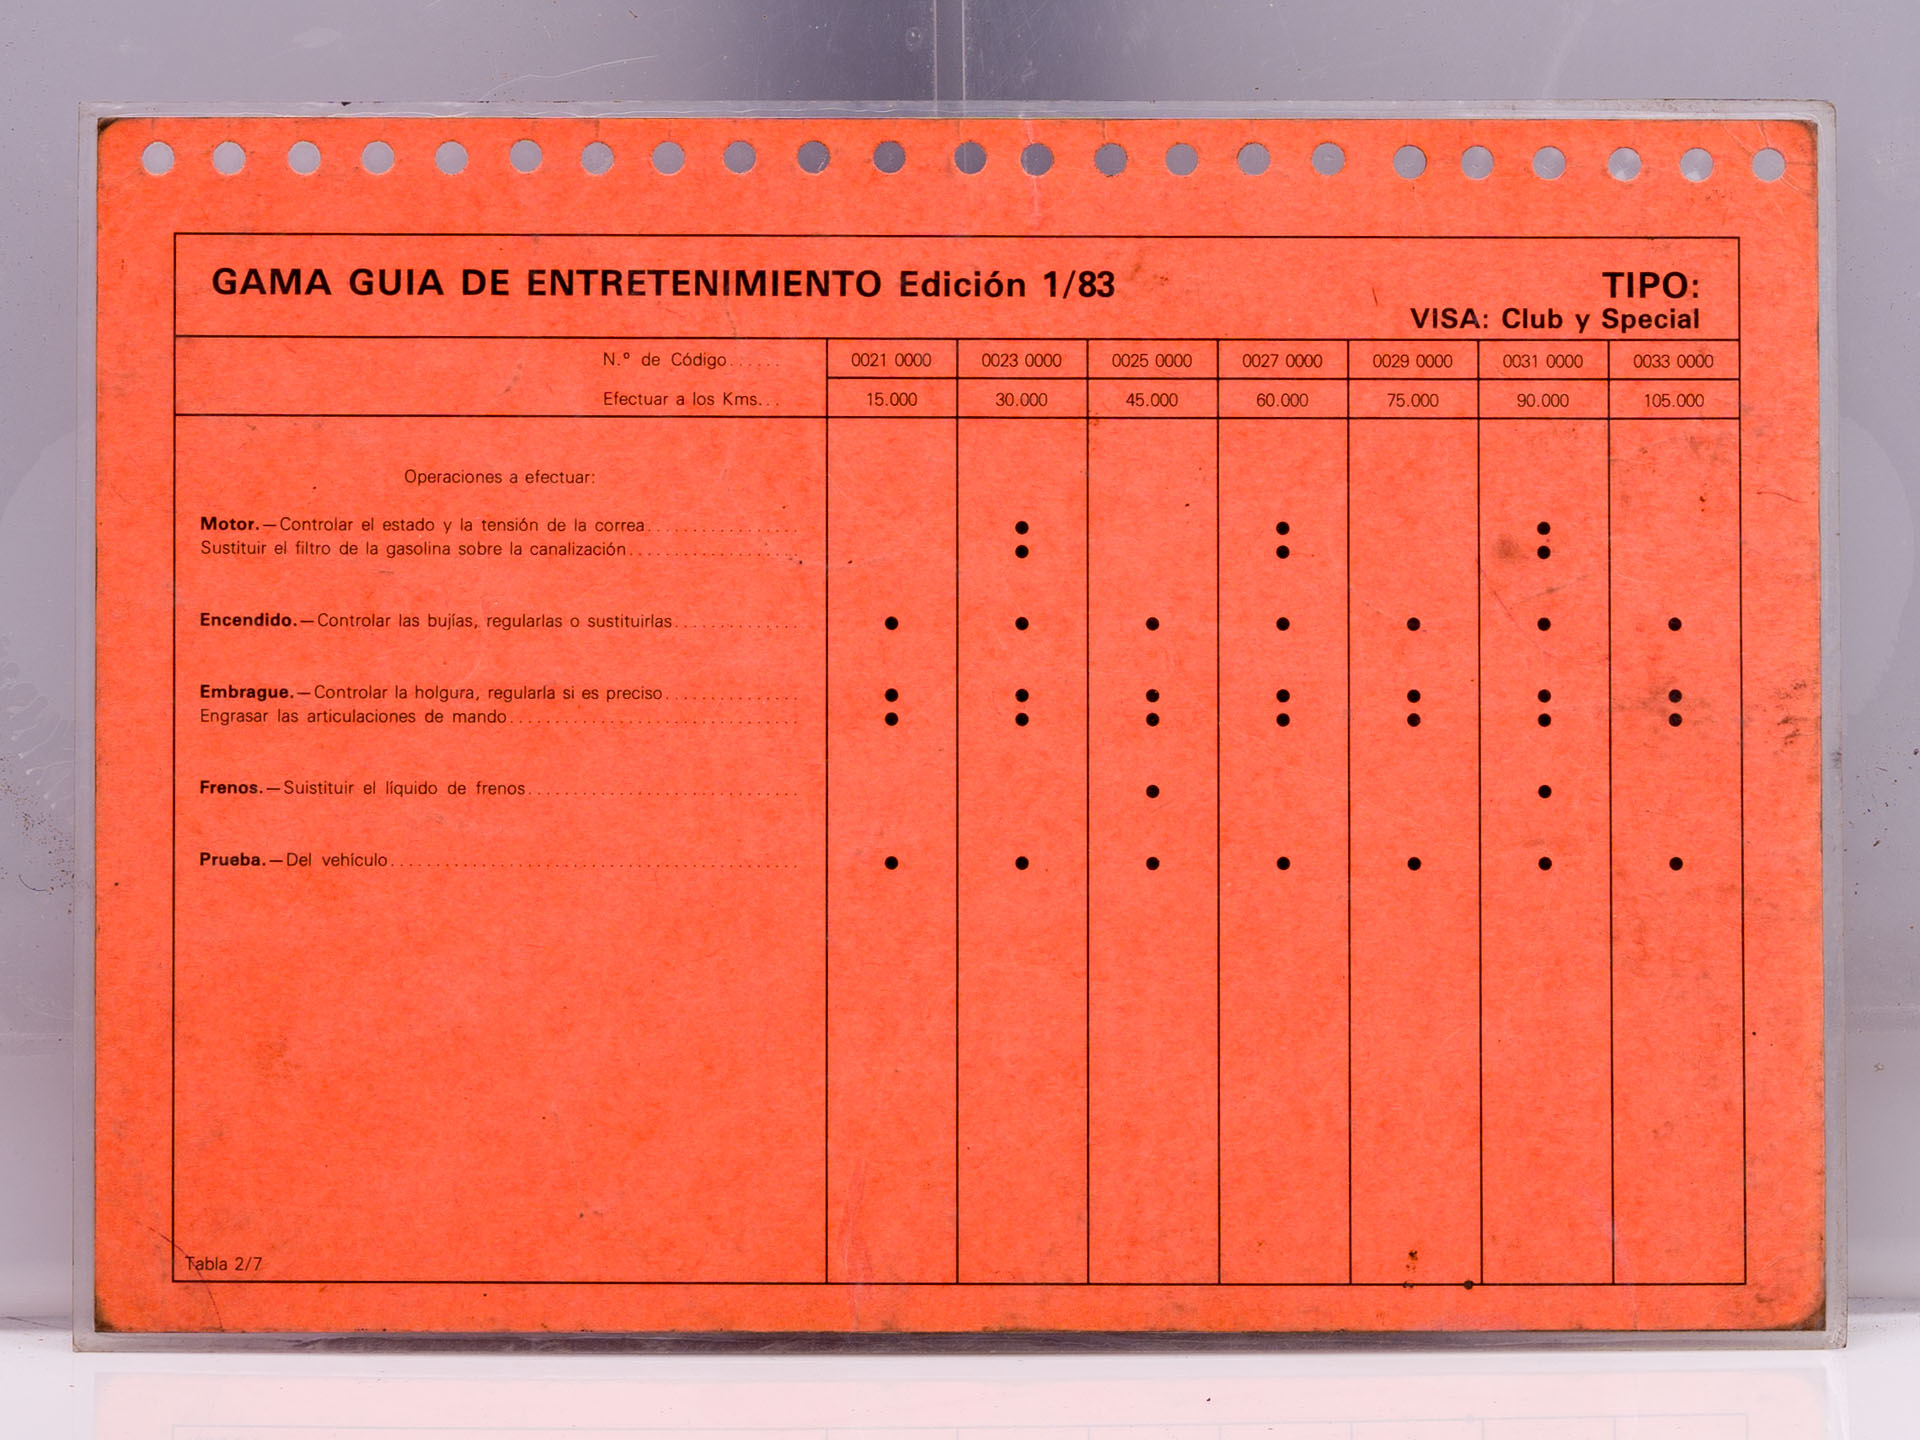 GAMA GUIA DE ENTRETENIMIENTO Edición 1/83
TIPO:
VISA: Club y Special
N.º de Código...... 0021 0000 0023 0000 0025 0000 0027 0000 0029 0000 0031 0000 0033 0000
Efectuar a los Kms... 15.000 30.000 45.000 60.000 75.000 90.000 105.000
Operaciones a efectuar:
Motor.—Controlar el estado y la tensión de la correa................. ● ● ●
Sustituir el filtro de la gasolina sobre la canalización.................... ● ● ●
Encendido.—Controlar las bujías, regularlas o sustituirlas.............. ● ● ● ● ● ● ●
Embrague.—Controlar la holgura, regularla si es preciso............... ● ● ● ● ● ● ●
Engrasar las articulaciones de mando................................. ● ● ● ● ● ● ●
Frenos.—Suistituir el líquido de frenos............................... ● ●
Prueba.—Del vehículo.............................................. ● ● ● ● ● ● ●
Tabla 2/7